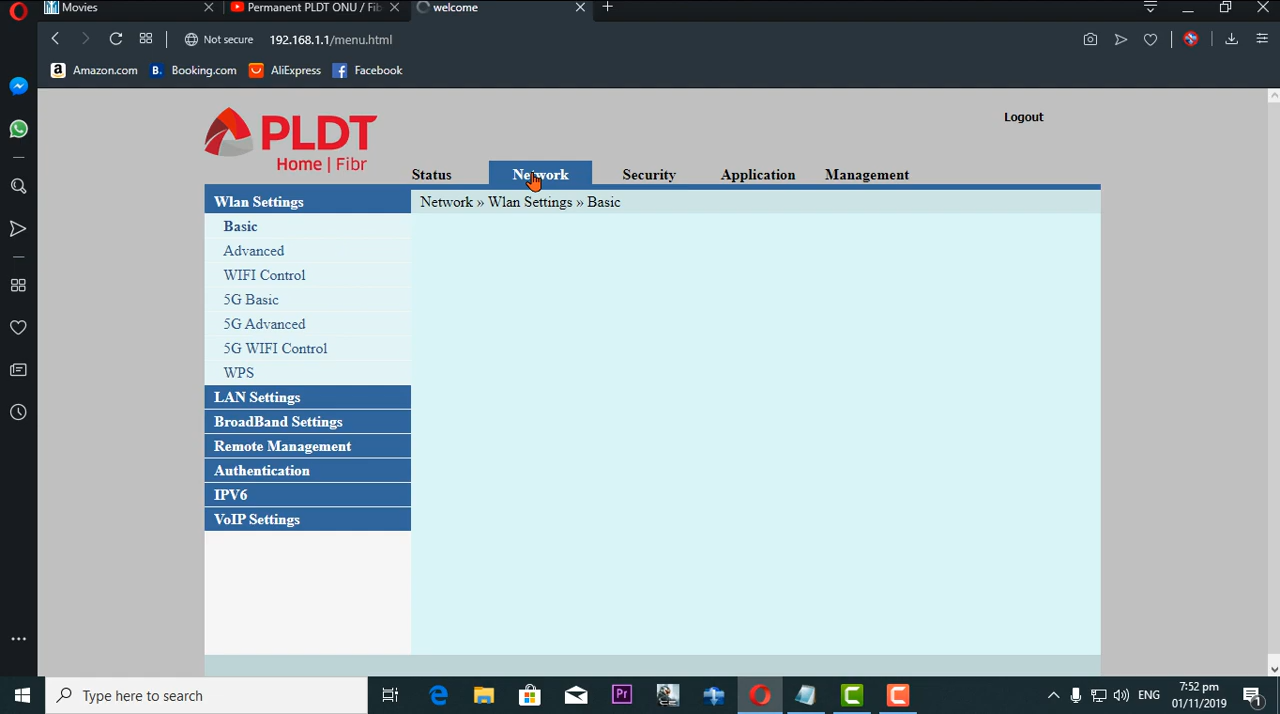 Movies
Permanent PLDT ONU / Fib
welcome
Not secure 192.168.1.1/menu.html
Amazon.com
B. Booking.com
AliExpress
Facebook
PLDT
Home | Fibr
Logout
Status
Network
Security
Application
Management
Wlan Settings
Network » Wlan Settings » Basic
Basic
Advanced
WIFI Control
5G Basic
5G Advanced
5G WIFI Control
WPS
LAN Settings
BroadBand Settings
Remote Management
Authentication
IPV6
VoIP Settings
Type here to search
Pr
ENG
7:52 pm
01/11/2019
1